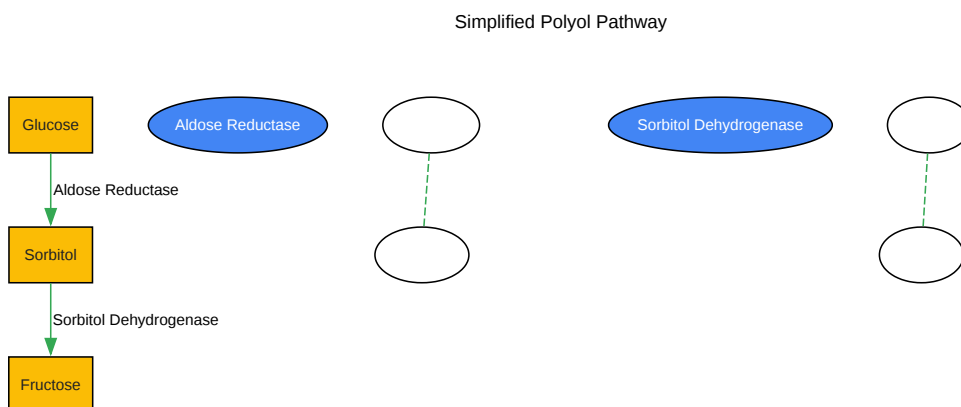 Simplified Polyol Pathway
Glucose
Aldose Reductase
Sorbitol Dehydrogenase
Aldose Reductase
Sorbitol
Sorbitol Dehydrogenase
Fructose